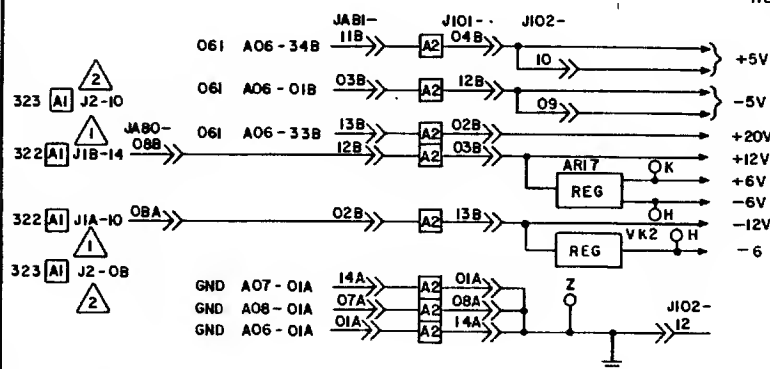 JAB1- J101- J102-
061 A06-34B 11B A2 04B
10 +5V
2
323 A1 J2-10
061 A06-01B 03B A2 12B
09 -5V
1 JAB0-
061 A06-33B 13B A2 02B +20V
322 A1 J1B-14 08B 12B A2 03B +12V
AR17 K
REG +6V
-6V
H
322 A1 J1A-10 08A 02B A2 13B -12V
1
VK2 H
REG -6
323 A1 J2-0B
2
GND A07-01A 14A A2 01A
Z
GND A08-01A 07A A2 08A
J102-
GND A06-01A 01A A2 14A 12